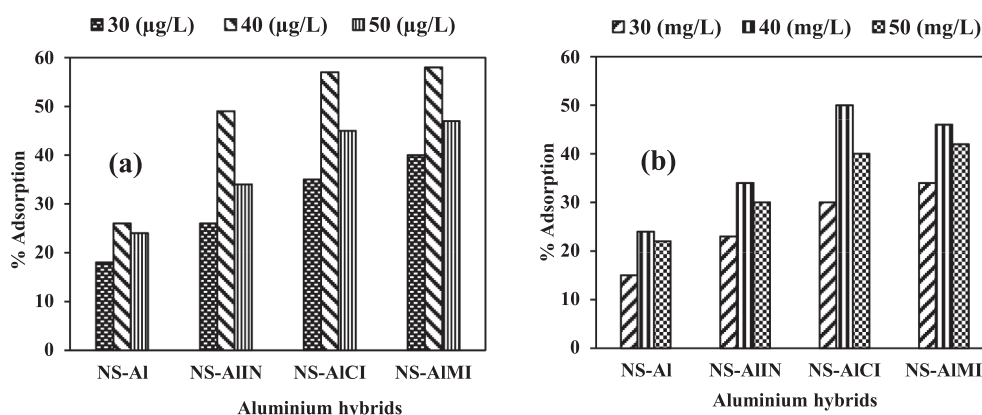 30 (µg/L) 40 (µg/L) 50 (µg/L)
60
50
40
30
20
10
0
% Adsorption
(a)
NS-Al NS-AlIN NS-AlCI NS-AlMI
Aluminium hybrids
30 (mg/L) 40 (mg/L) 50 (mg/L)
60
50
40
30
20
10
0
% Adsorption
(b)
NS-Al NS-AlIN NS-AlCI NS-AlMI
Aluminium hybrids